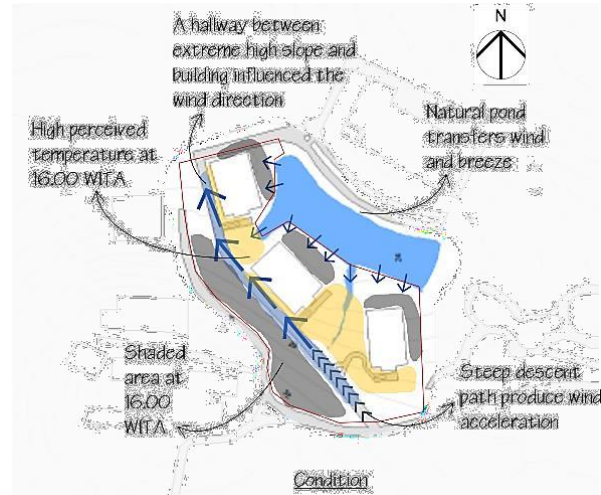 A hallway between
extreme high slope and
building influenced the
wind direction
N
High perceived
temperature at
16.00 WITA
Natural pond
transfers wind
and breeze
Shaded
area at
16.00
WITA
Steep descent
path produce wind
acceleration
Condition